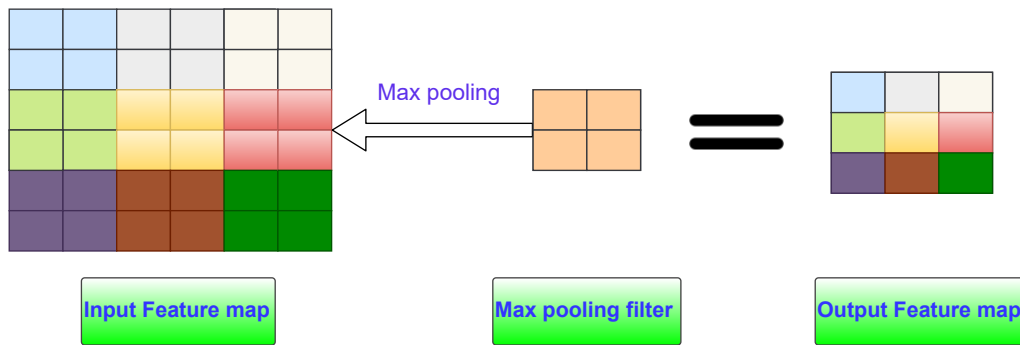 Max pooling
Input Feature map
Max pooling filter
Output Feature map